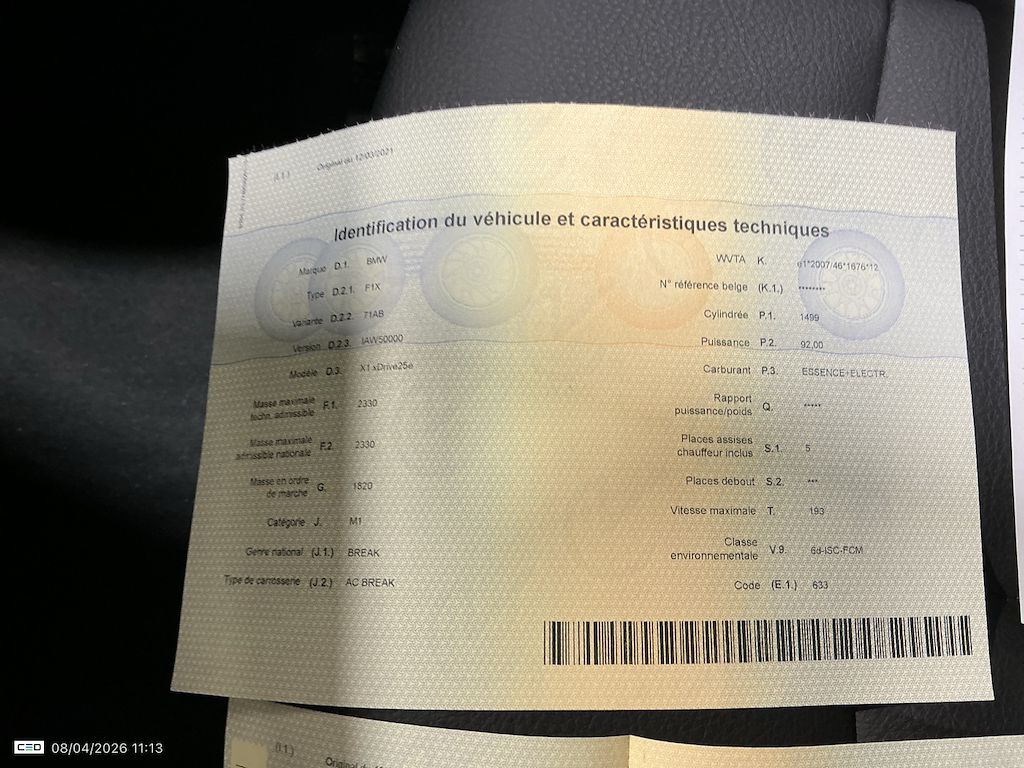 (I.1.) Original du 12/03/2021
Identification du véhicule et caractéristiques techniques
Marque D.1. BMW
Type D.2.1. F1X
Variante D.2.2. 71AB
Version D.2.3. IAW50000
Modèle D.3. X1 xDrive25e
Masse maximale
techn. admissible F.1. 2330
Masse maximale
admissible nationale F.2. 2330
Masse en ordre
de marche G. 1820
Catégorie J. M1
Genre national (J.1.) BREAK
Type de carrosserie (J.2.) AC BREAK
WVTA K. e1*2007/46*1676*12
N° référence belge (K.1.) ********
Cylindrée P.1. 1499
Puissance P.2. 92,00
Carburant P.3. ESSENCE+ELECTR.
Rapport
puissance/poids Q. *****
Places assises
chauffeur inclus S.1. 5
Places debout S.2. ***
Vitesse maximale T. 193
Classe
environnementale V.9. 6d-ISC-FCM
Code (E.1.) 633
(I.1.)
Original du
CEO 08/04/2026 11:13